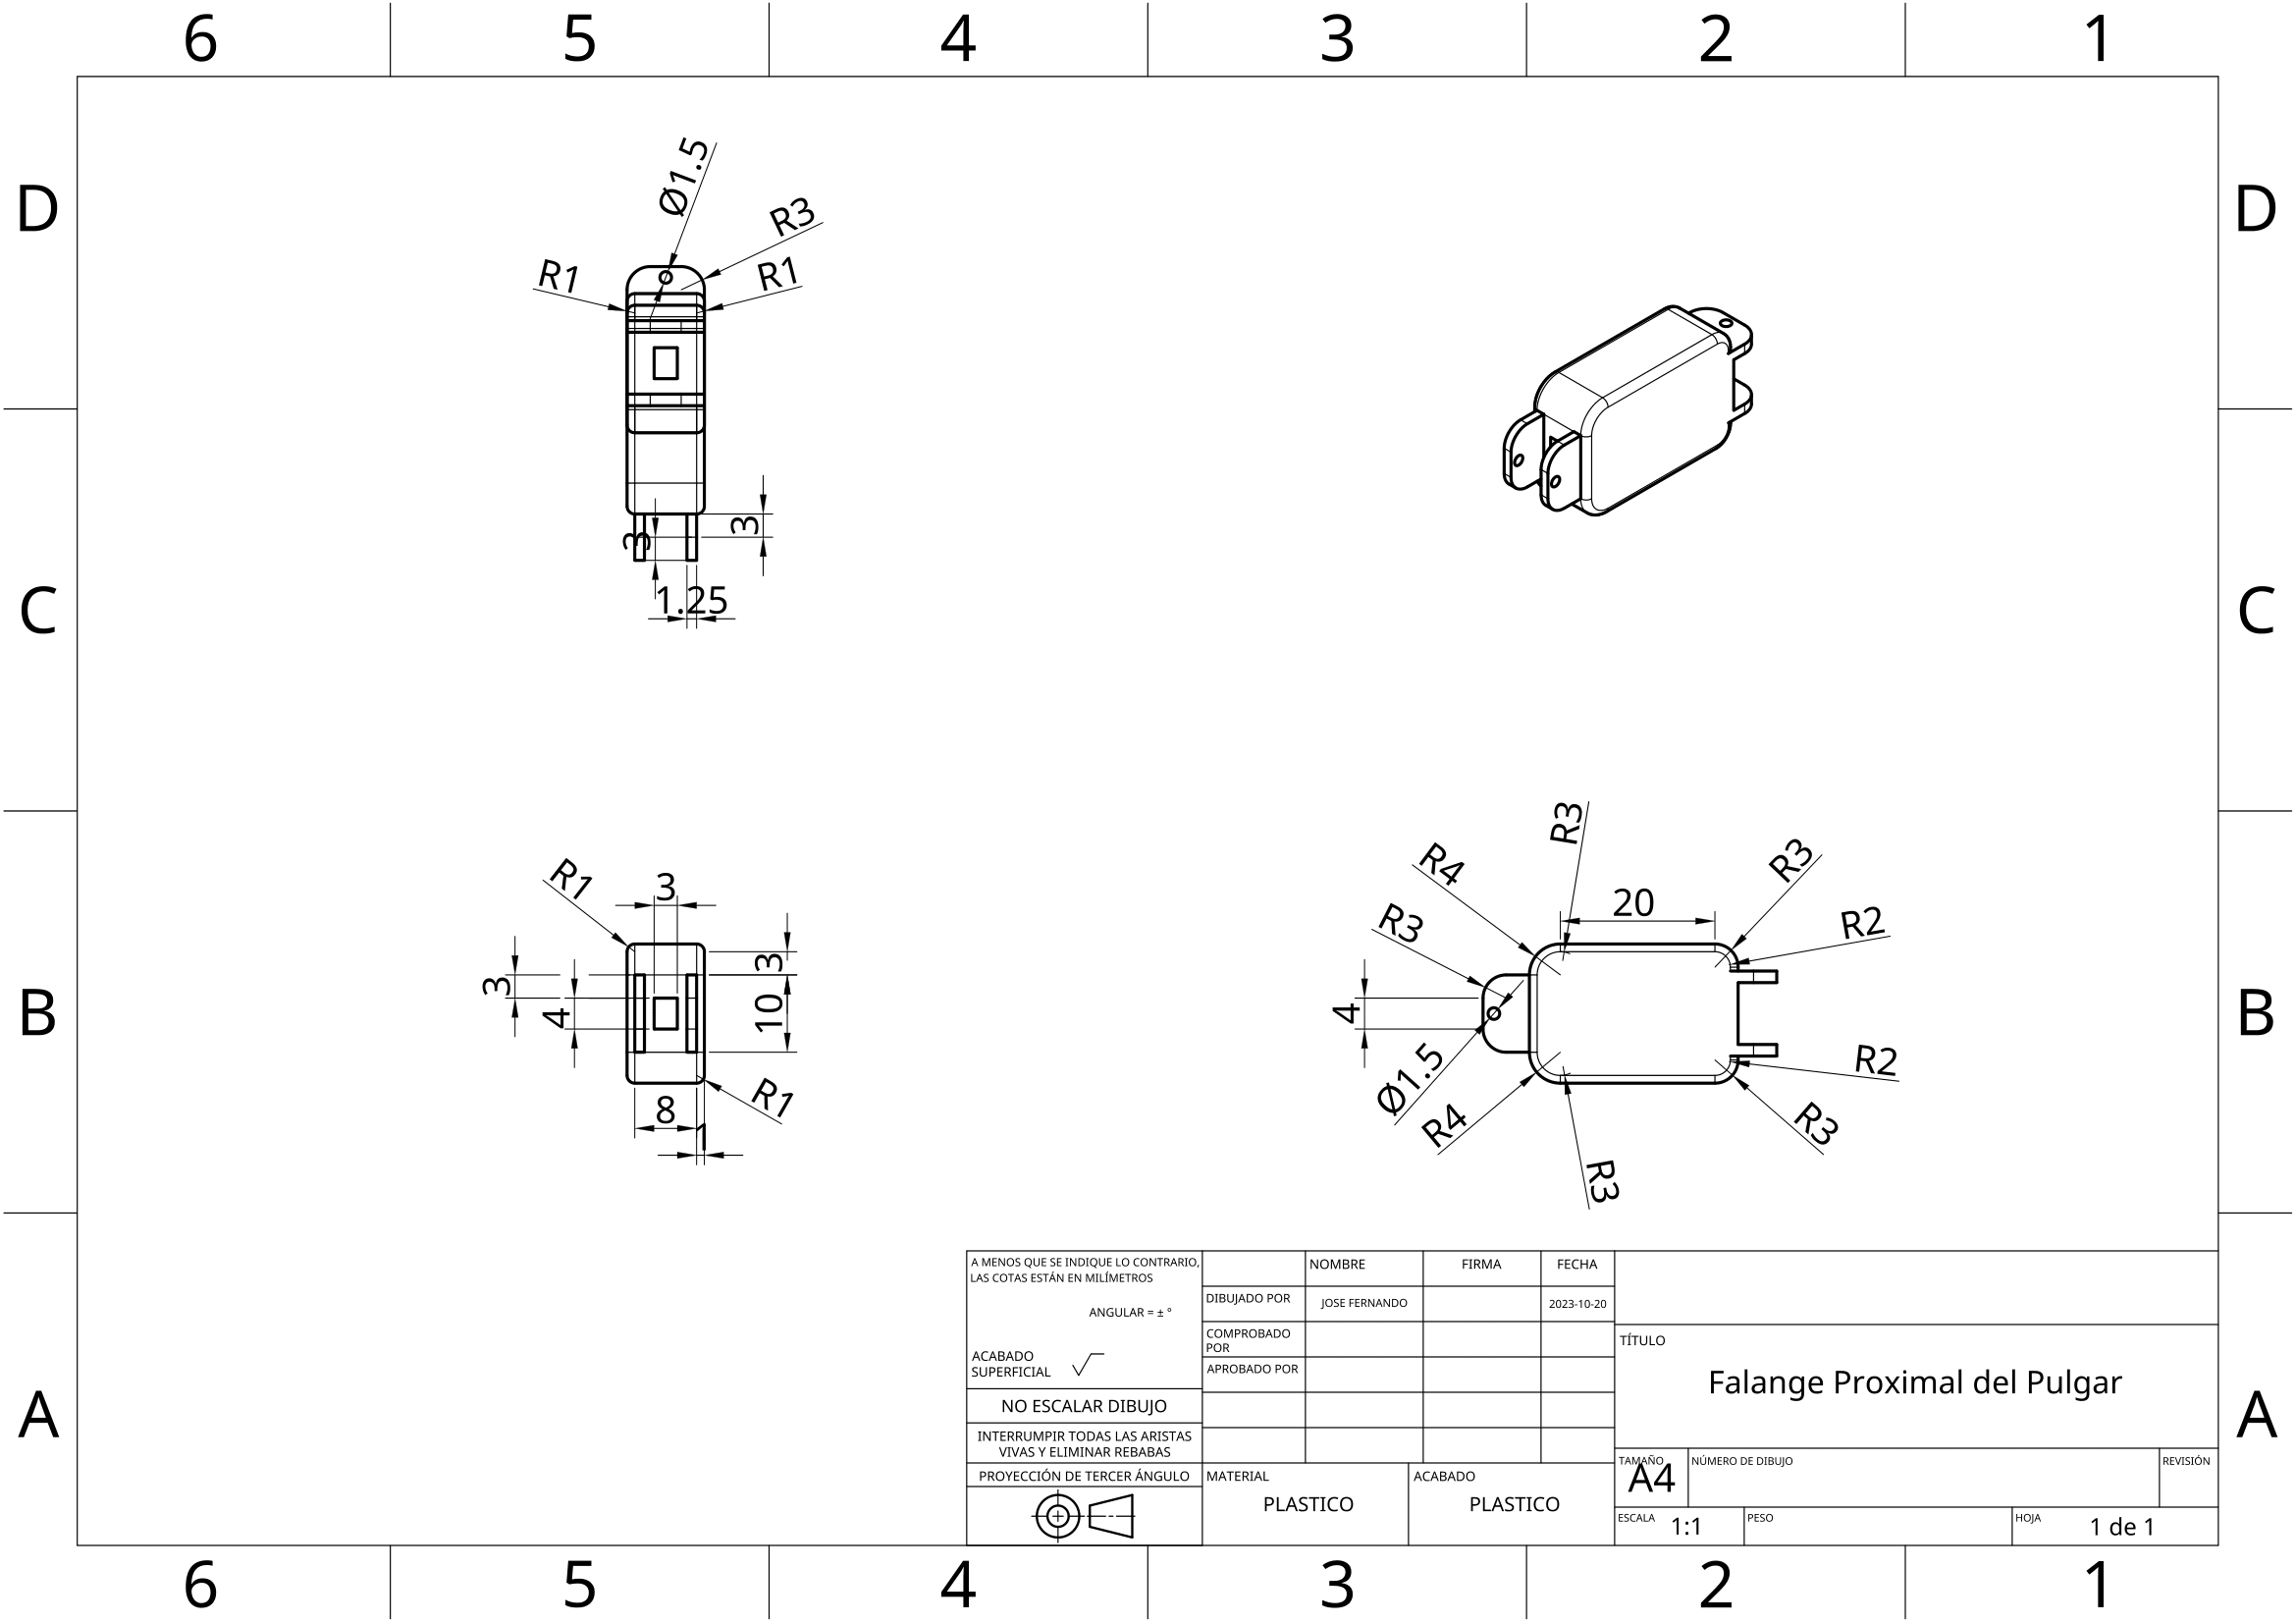 6 5 4 3 2 1
D D
C C
B B
A A
Ø1.5
R3
R1
R1
3
3
1.25
R1
3
3
3
4
10
R1
8
1
R3
R4
R3
R3
20
R2
4
Ø1.5
R2
R4
R3
R3
A MENOS QUE SE INDIQUE LO CONTRARIO,
LAS COTAS ESTÁN EN MILÍMETROS
ANGULAR = ± °
ACABADO
SUPERFICIAL
NO ESCALAR DIBUJO
INTERRUMPIR TODAS LAS ARISTAS
VIVAS Y ELIMINAR REBABAS
PROYECCIÓN DE TERCER ÁNGULO
NOMBRE FIRMA FECHA
DIBUJADO POR JOSE FERNANDO 2023-10-20
COMPROBADO
POR
APROBADO POR
MATERIAL
PLASTICO
ACABADO
PLASTICO
TÍTULO
Falange Proximal del Pulgar
TAMAÑO
A4
NÚMERO DE DIBUJO
REVISIÓN
ESCALA 1:1
PESO
HOJA 1 de 1
6 5 4 3 2 1